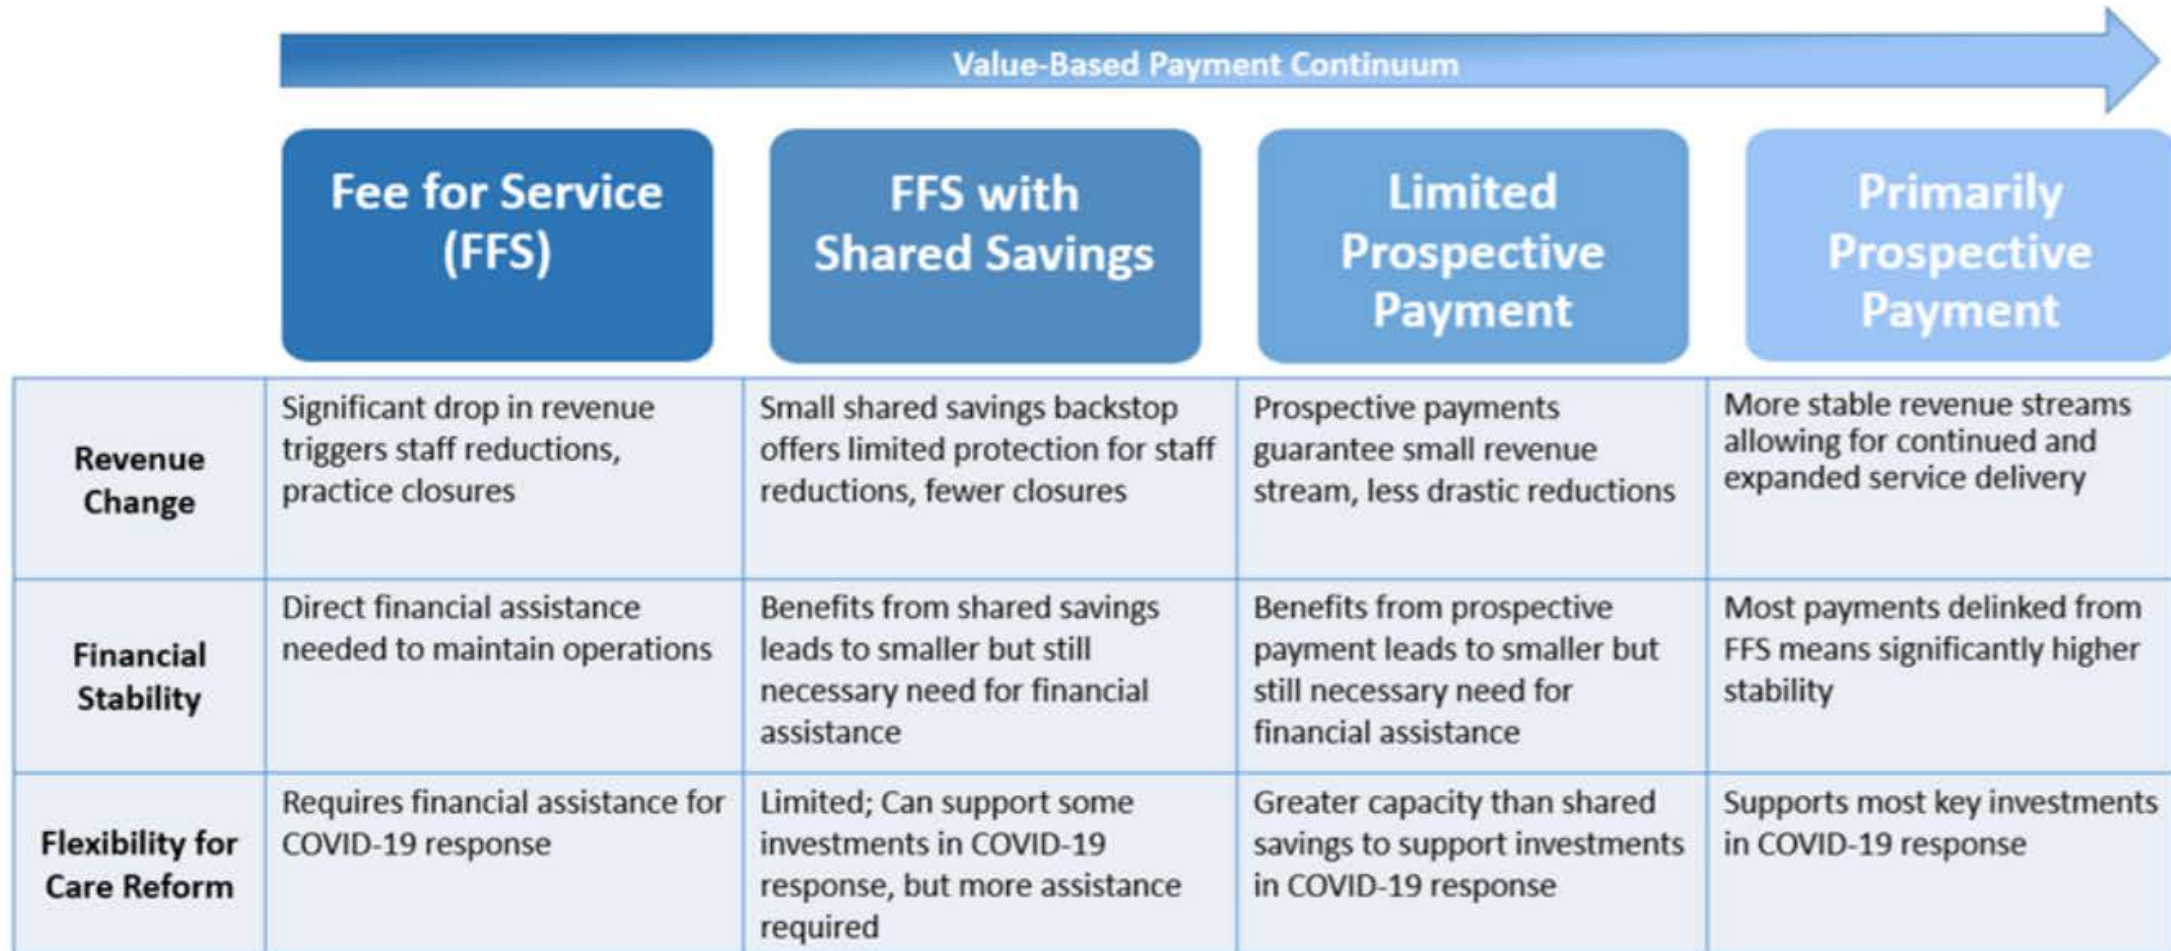 Value-Based Payment Continuum
Fee for Service
(FFS)
FFS with
Shared Savings
Limited
Prospective
Payment
Primarily
Prospective
Payment
Revenue
Change
Significant drop in revenue
triggers staff reductions,
practice closures
Small shared savings backstop
offers limited protection for staff
reductions, fewer closures
Prospective payments
guarantee small revenue
stream, less drastic reductions
More stable revenue streams
allowing for continued and
expanded service delivery
Financial
Stability
Direct financial assistance
needed to maintain operations
Benefits from shared savings
leads to smaller but still
necessary need for financial
assistance
Benefits from prospective
payment leads to smaller but
still necessary need for
financial assistance
Most payments delinked from
FFS means significantly higher
stability
Flexibility for
Care Reform
Requires financial assistance for
COVID-19 response
Limited; Can support some
investments in COVID-19
response, but more assistance
required
Greater capacity than shared
savings to support investments
in COVID-19 response
Supports most key investments
in COVID-19 response